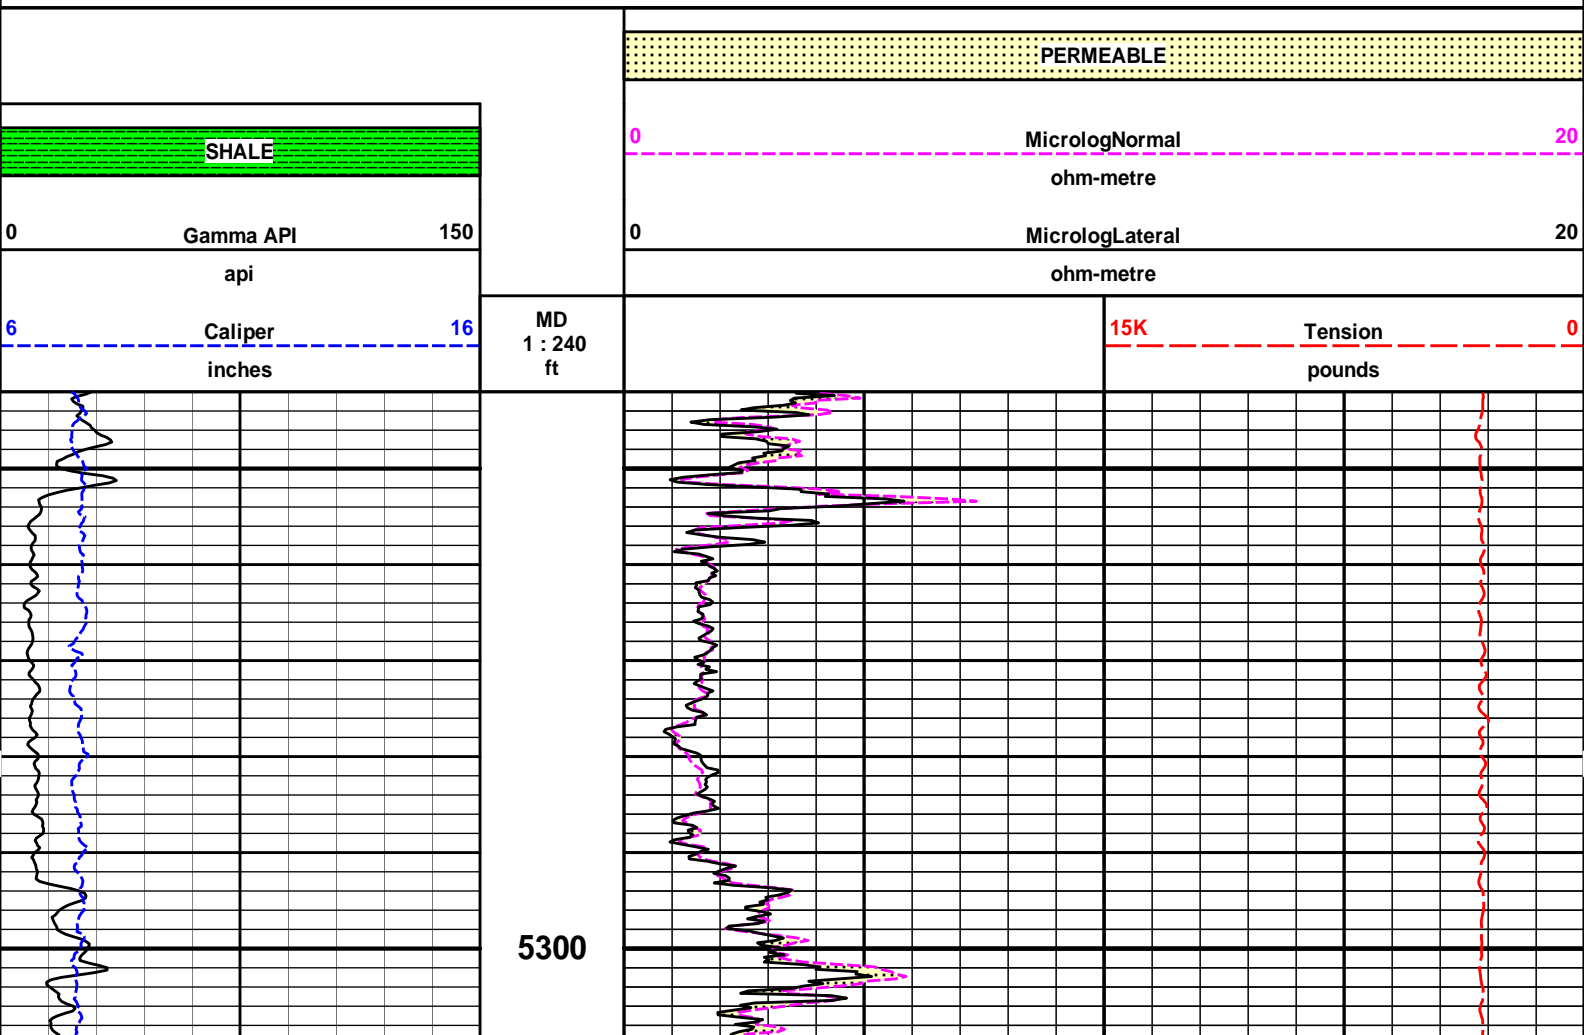 PERMEABLE
SHALE
0 MicrologNormal 20
ohm-metre
0 Gamma API 150
api
0 MicrologLateral 20
ohm-metre
6 Caliper 16
inches
MD
1 : 240
ft
15K Tension 0
pounds
5300